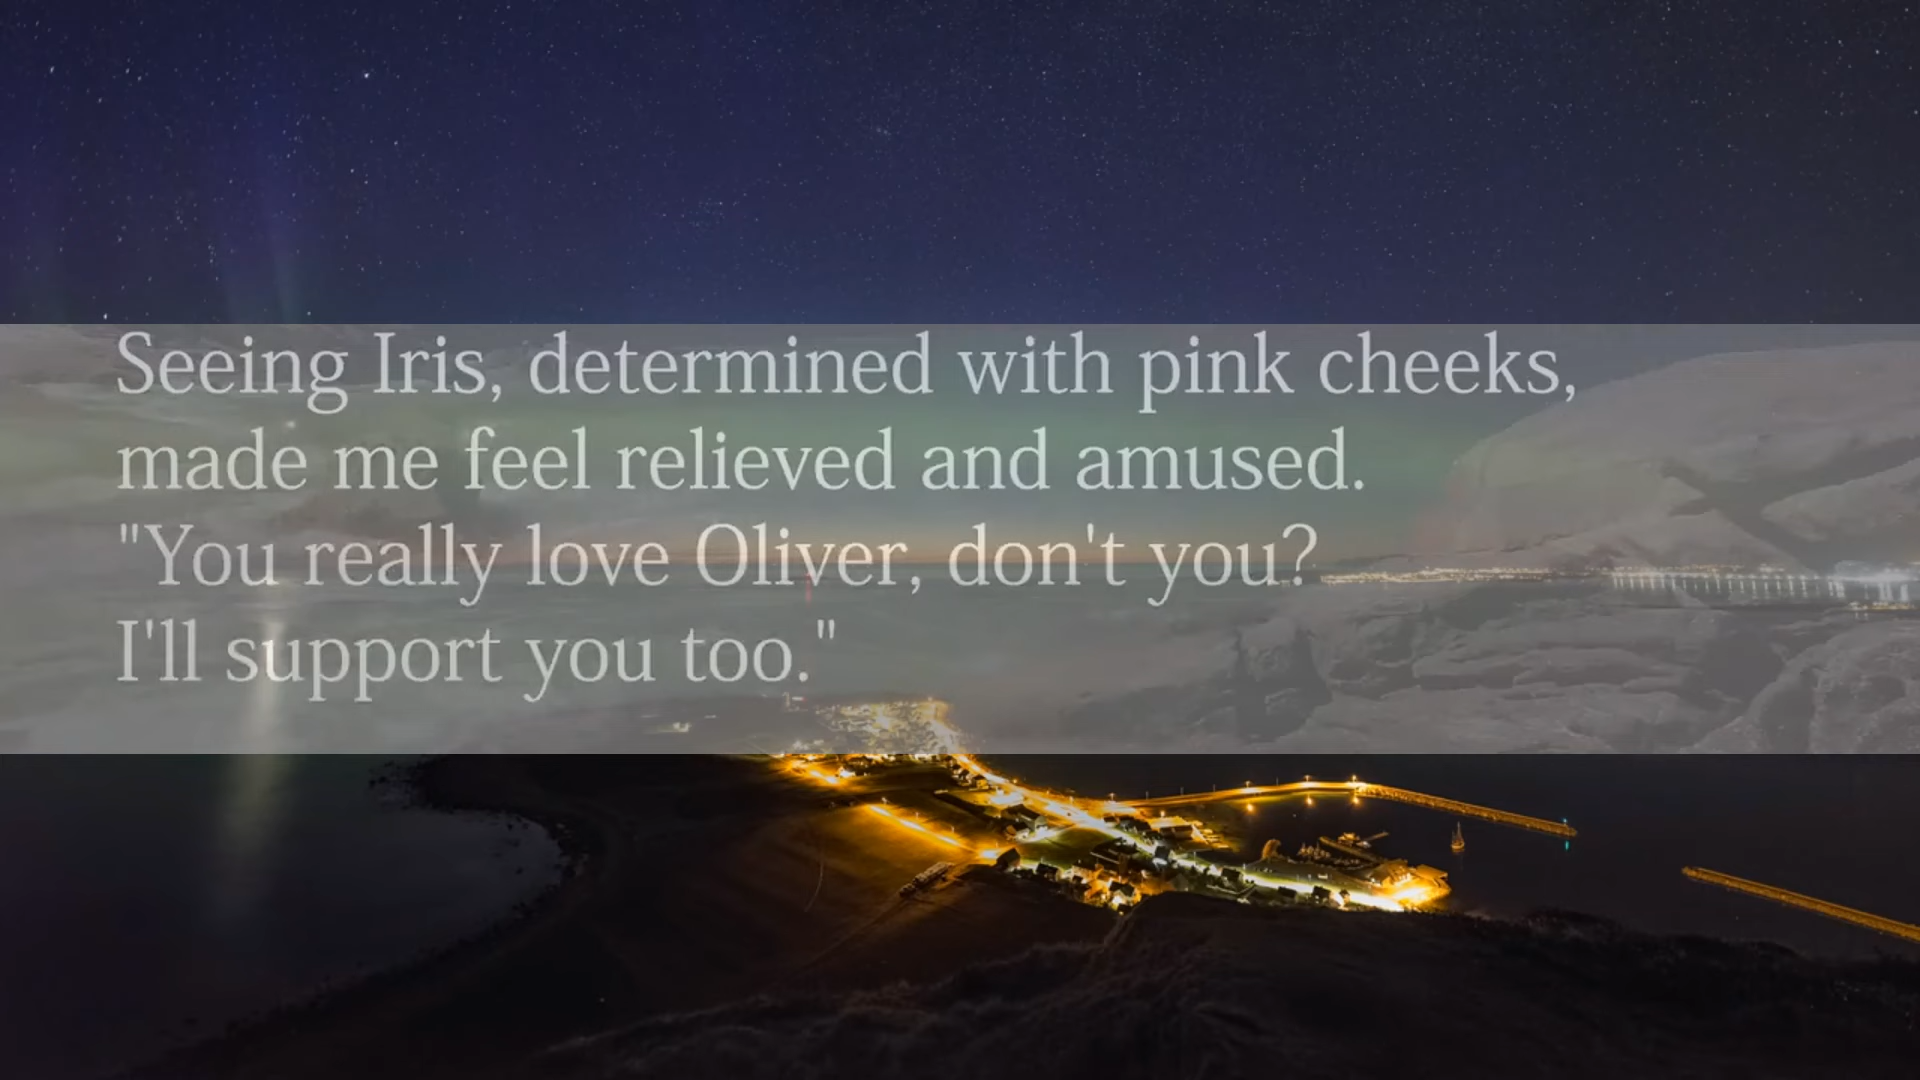 Seeing Iris, determined with pink cheeks,
made me feel relieved and amused.
"You really love Oliver, don't you?
I'll support you too."